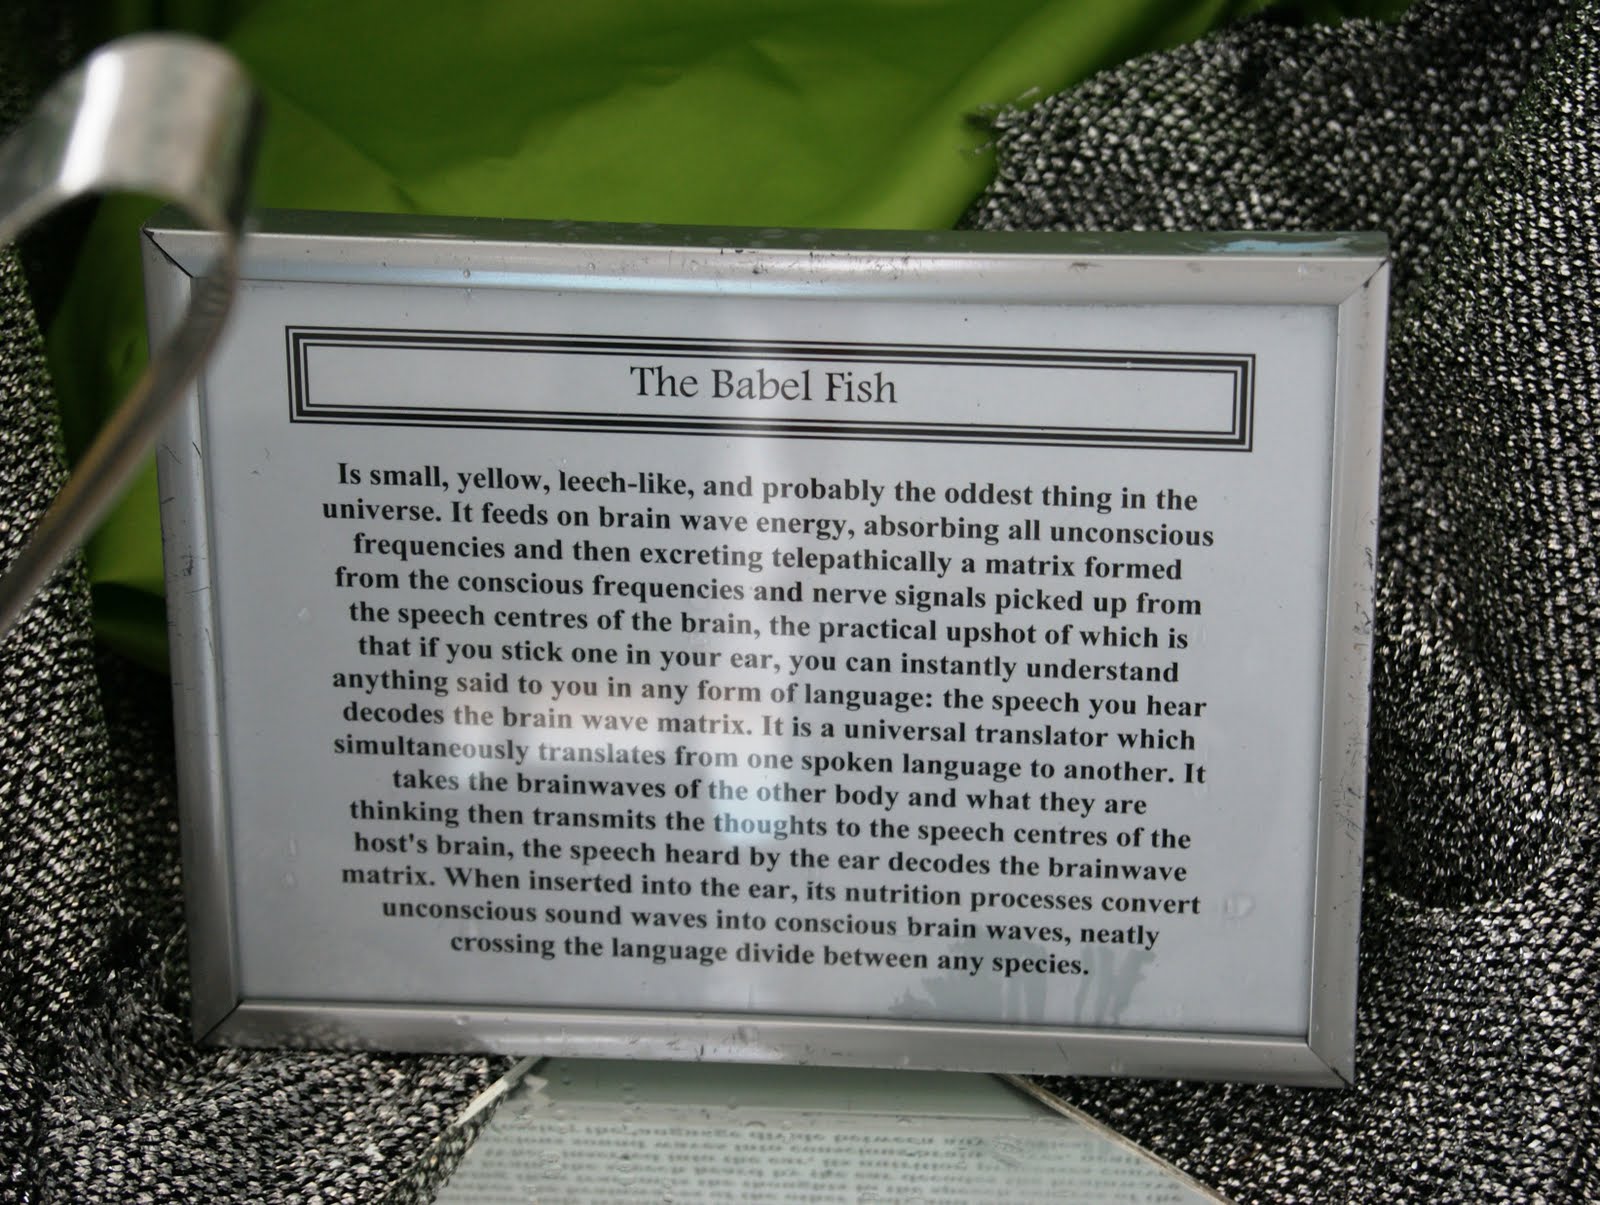 The Babel Fish
Is small, yellow, leech-like, and probably the oddest thing in the
universe. It feeds on brain wave energy, absorbing all unconscious
frequencies and then excreting telepathically a matrix formed
from the conscious frequencies and nerve signals picked up from
the speech centres of the brain, the practical upshot of which is
that if you stick one in your ear, you can instantly understand
anything said to you in any form of language: the speech you hear
decodes the brain wave matrix. It is a universal translator which
simultaneously translates from one spoken language to another. It
takes the brainwaves of the other body and what they are
thinking then transmits the thoughts to the speech centres of the
host's brain, the speech heard by the ear decodes the brainwave
matrix. When inserted into the ear, its nutrition processes convert
unconscious sound waves into conscious brain waves, neatly
crossing the language divide between any species.